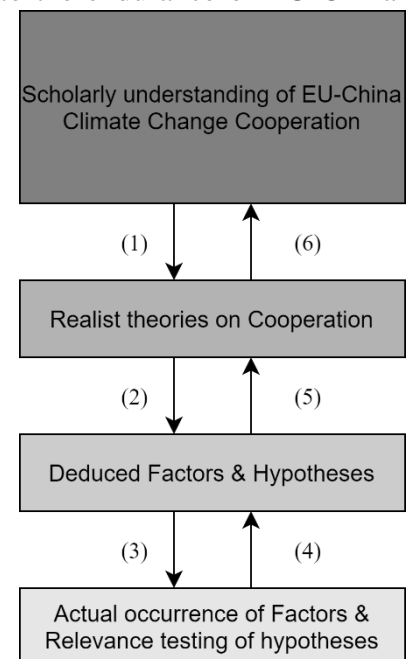 Scholarly understanding of EU-China
Climate Change Cooperation
(1)
(6)
Realist theories on Cooperation
(2)
(5)
Deduced Factors & Hypotheses
(3)
(4)
Actual occurrence of Factors &
Relevance testing of hypotheses